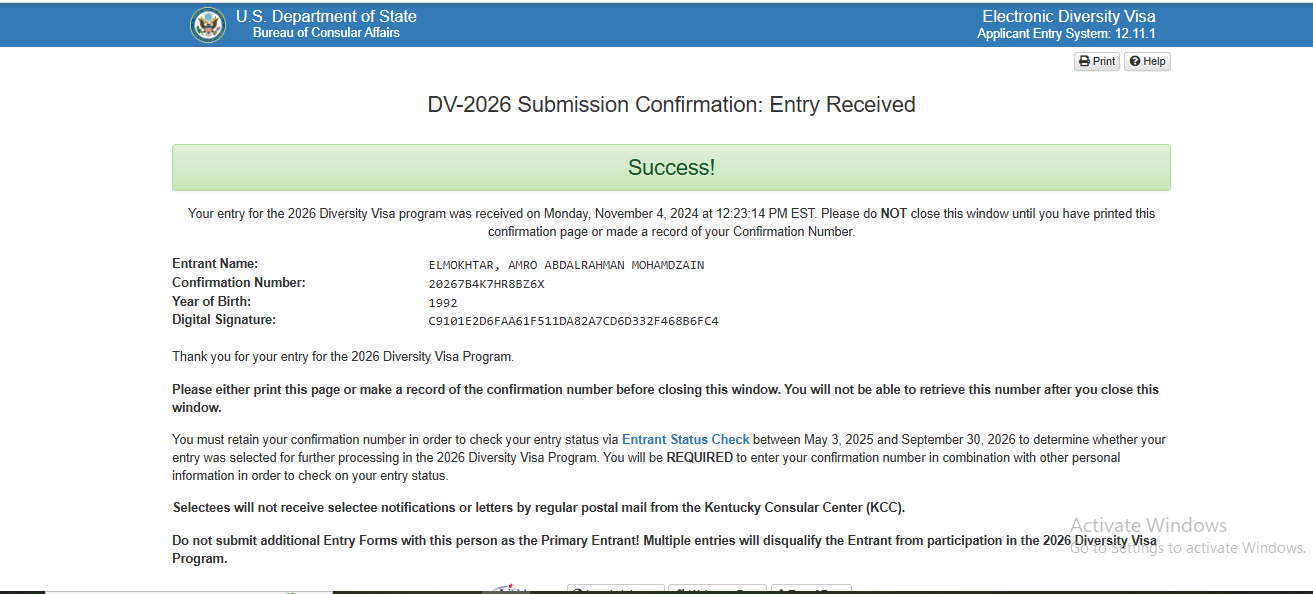 U.S. Department of State
Bureau of Consular Affairs
Electronic Diversity Visa
Applicant Entry System: 12.11.1
Print
Help
DV-2026 Submission Confirmation: Entry Received
Success!
Your entry for the 2026 Diversity Visa program was received on Monday, November 4, 2024 at 12:23:14 PM EST. Please do NOT close this window until you have printed this
confirmation page or made a record of your Confirmation Number.
Entrant Name: ELMOKHTAR, AMRO ABDALRAHMAN MOHAMDZAIN
Confirmation Number: 20267B4K7HR8BZ6X
Year of Birth: 1992
Digital Signature: C9101E2D6FAA61F511DA82A7CD6D332F468B6FC4
Thank you for your entry for the 2026 Diversity Visa Program.
Please either print this page or make a record of the confirmation number before closing this window. You will not be able to retrieve this number after you close this
window.
You must retain your confirmation number in order to check your entry status via Entrant Status Check between May 3, 2025 and September 30, 2026 to determine whether your
entry was selected for further processing in the 2026 Diversity Visa Program. You will be REQUIRED to enter your confirmation number in combination with other personal
information in order to check on your entry status.
Selectees will not receive selectee notifications or letters by regular postal mail from the Kentucky Consular Center (KCC).
Do not submit additional Entry Forms with this person as the Primary Entrant! Multiple entries will disqualify the Entrant from participation in the 2026 Diversity Visa
Program.
Activate Windows
Go to Settings to activate Windows.